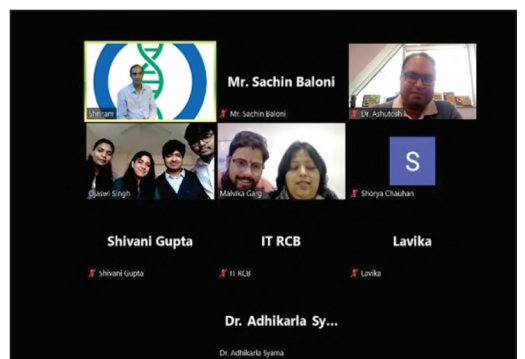 Shriram
Mr. Sachin Baloni
Mr. Sachin Baloni
Dr. Ashutosh
Ojaswi Singh
Malvika Garg
S
Shorya Chauhan
Shivani Gupta
IT RCB
Lavika
Shivani Gupta
IT RCB
Lavika
Dr. Adhikarla Sy...
Dr. Adhikarla Syama